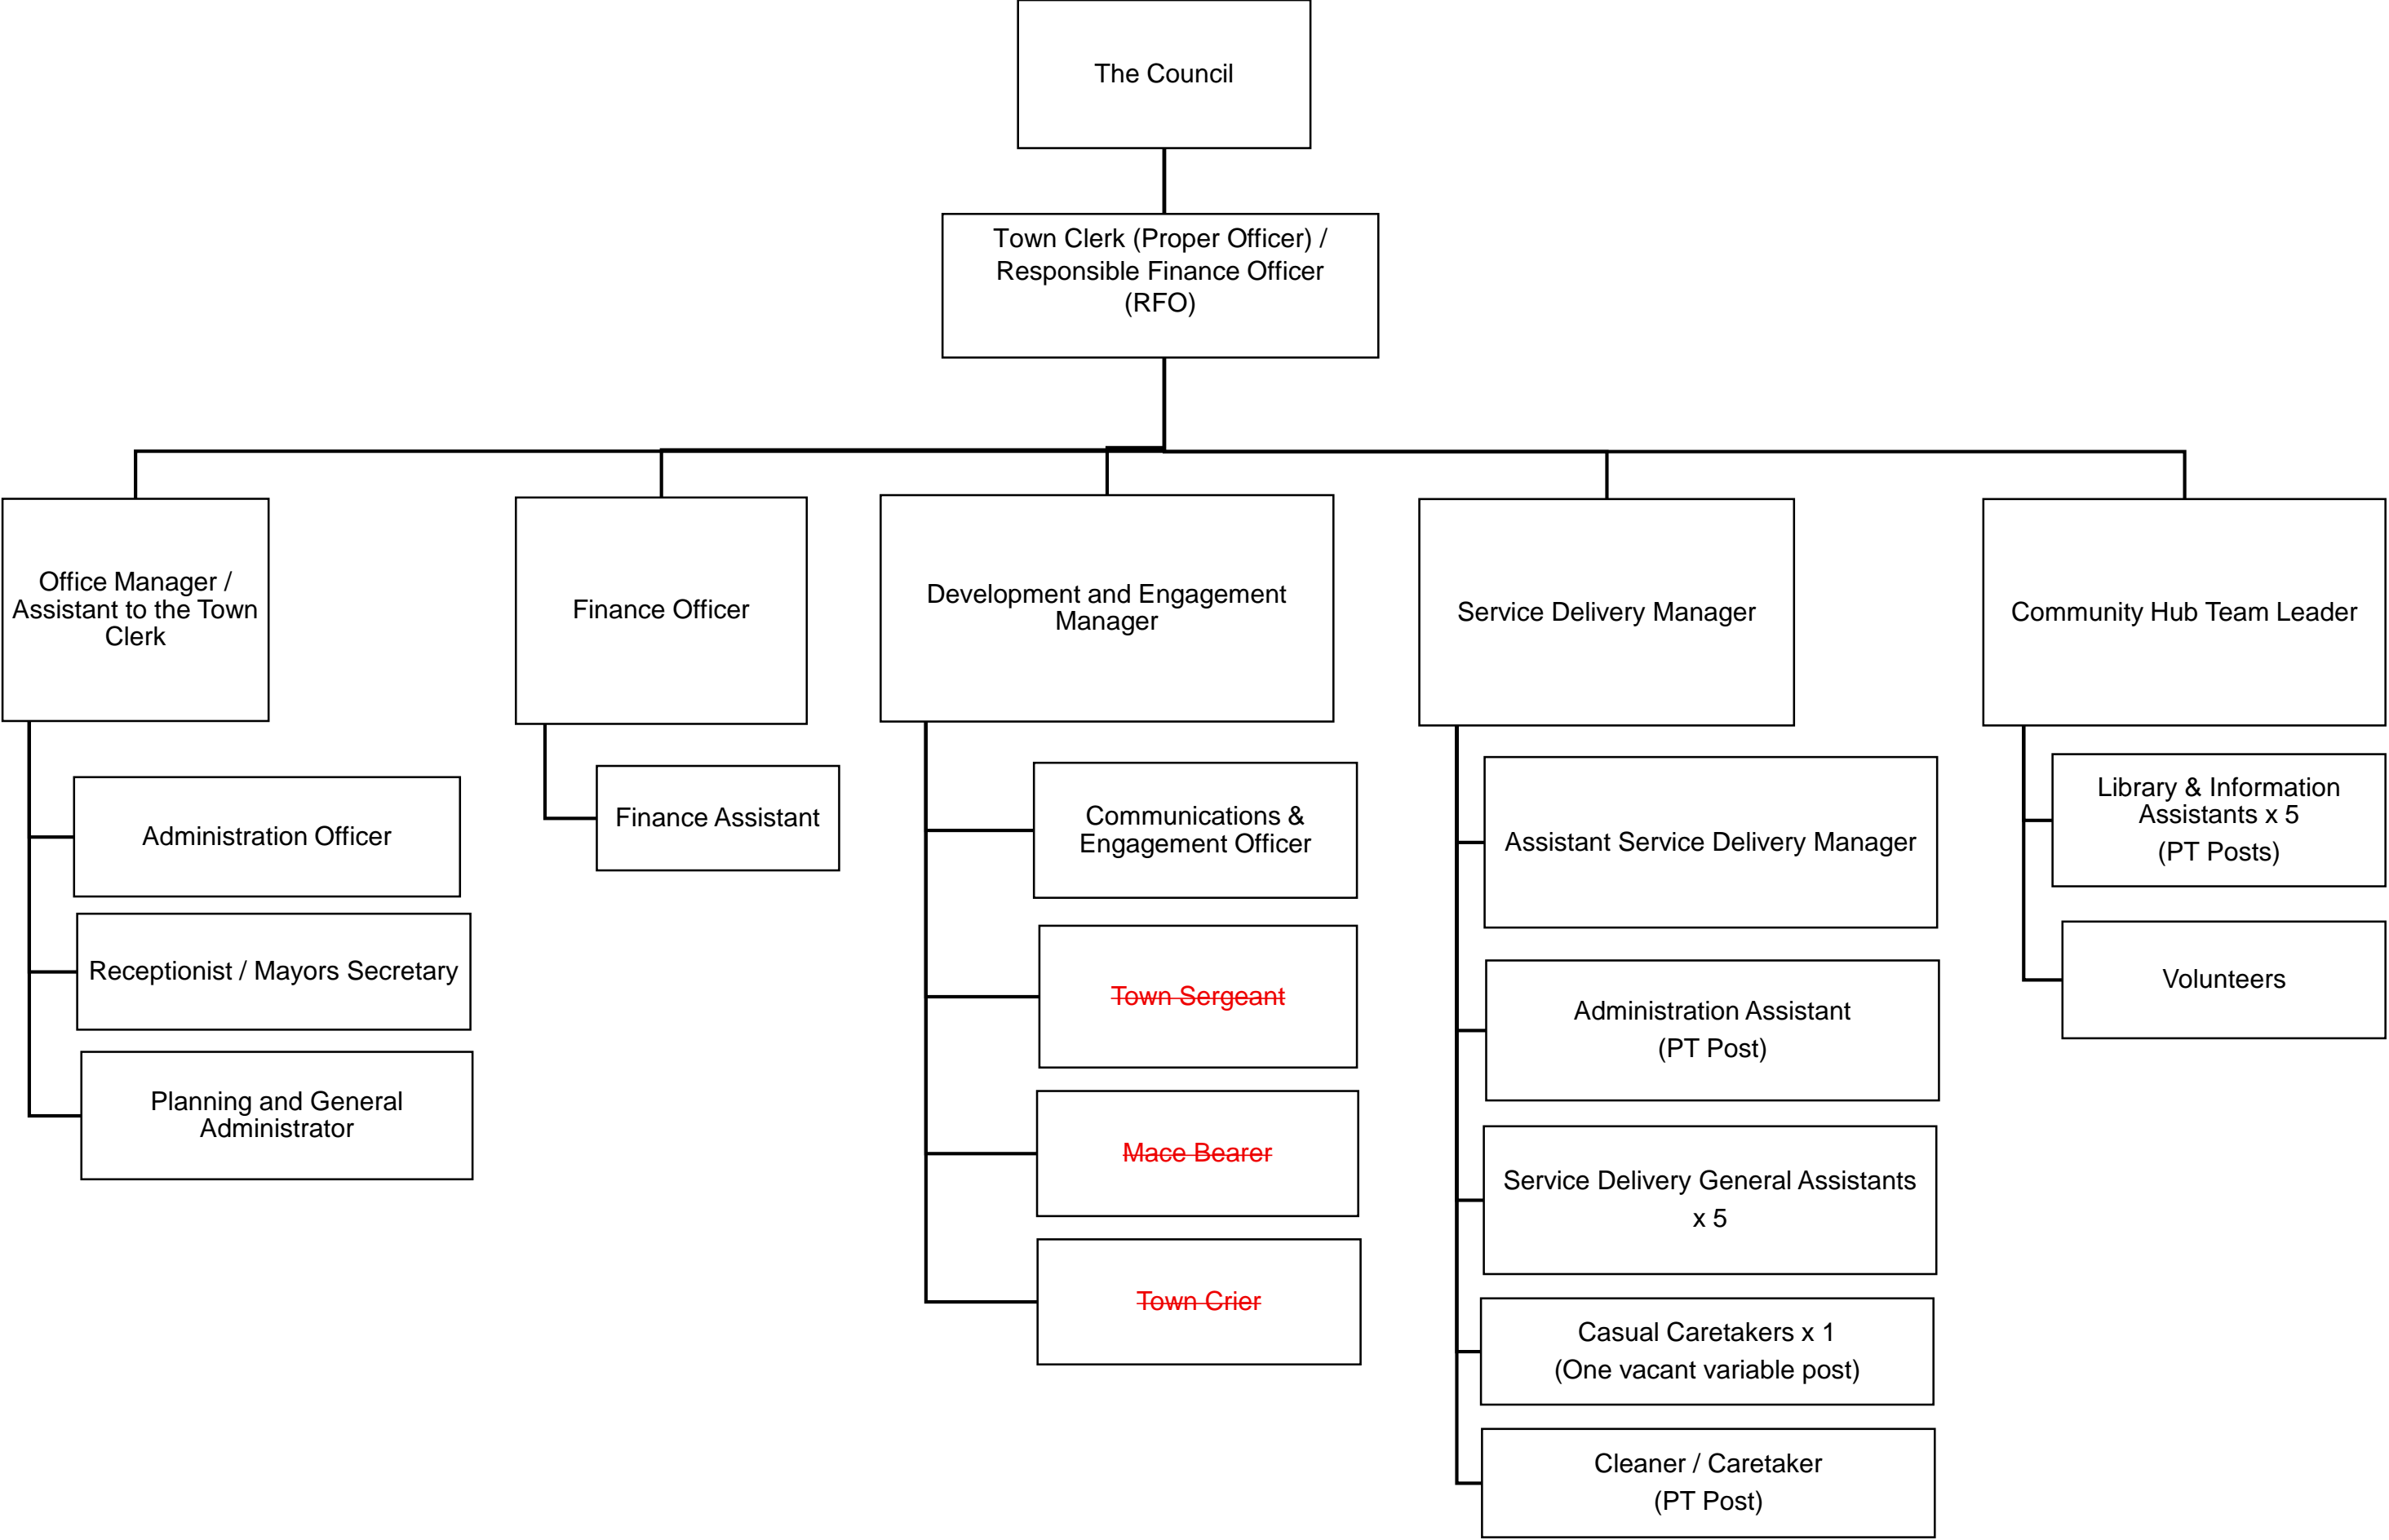 The Council
Town Clerk (Proper Officer) /
Responsible Finance Officer
(RFO)
Office Manager /
Assistant to the Town
Clerk
Administration Officer
Receptionist / Mayors Secretary
Planning and General
Administrator
Finance Officer
Finance Assistant
Development and Engagement
Manager
Communications &
Engagement Officer
Town Sergeant
Mace Bearer
Town Crier
Service Delivery Manager
Assistant Service Delivery Manager
Administration Assistant
(PT Post)
Service Delivery General Assistants
x 5
Casual Caretakers x 1
(One vacant variable post)
Cleaner / Caretaker
(PT Post)
Community Hub Team Leader
Library & Information
Assistants x 5
(PT Posts)
Volunteers